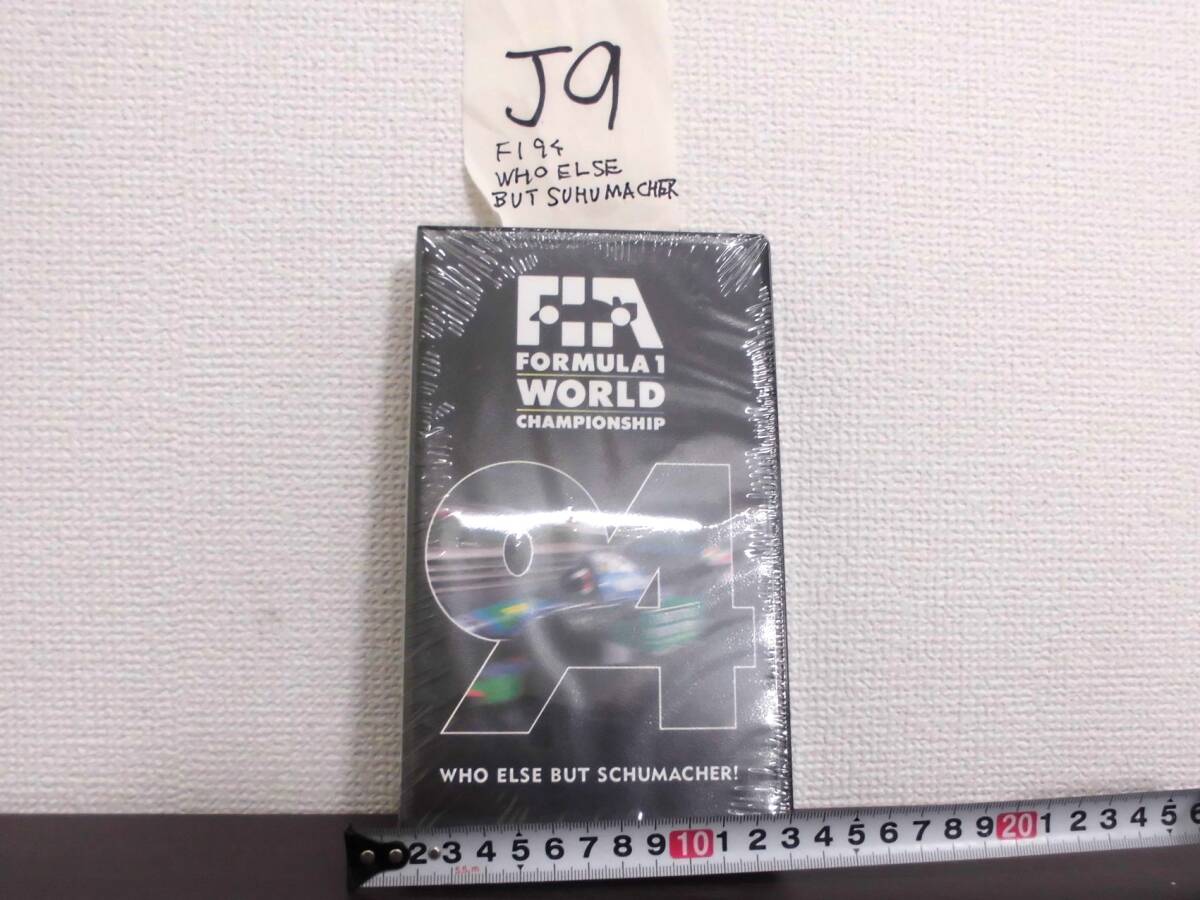 J9
F1 94
WHO ELSE
BUT SUHUMACHER
FIA
FORMULA 1
WORLD
CHAMPIONSHIP
94
WHO ELSE BUT SCHUMACHER!
2 3 4 5 6 7 8 9 10 1 2 3 4 5 6 7 8 9 20 1 2 3 4 5 6